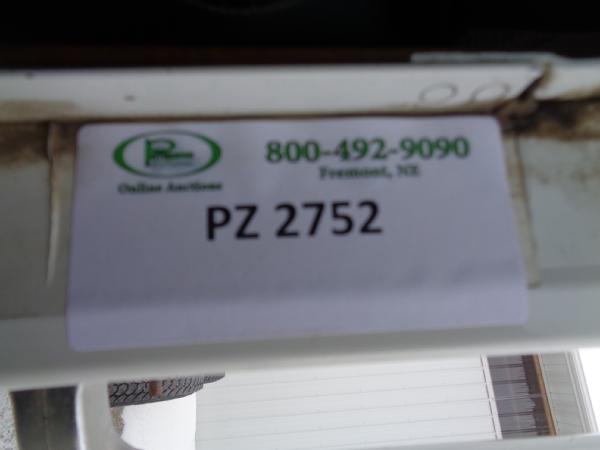 800-492-9090
Fremont, NE
Online Auctions
PZ 2752